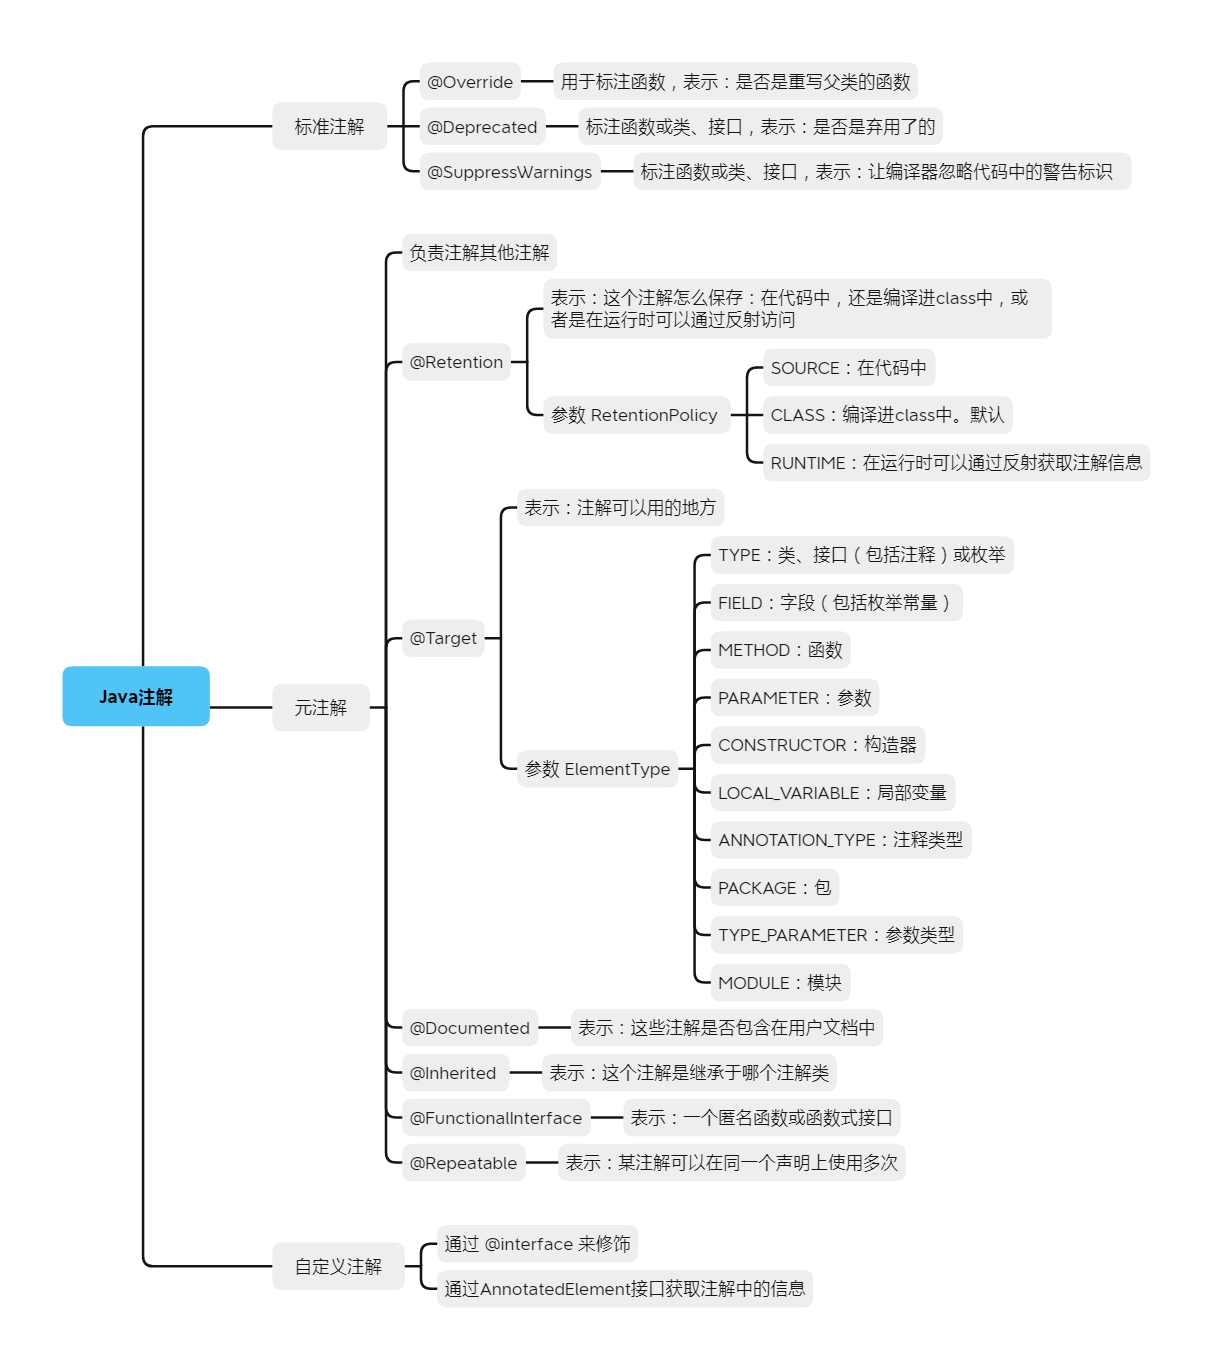 Java注解
标准注解
@Override
用于标注函数，表示：是否是重写父类的函数
@Deprecated
标注函数或类、接口，表示：是否是弃用了的
@SuppressWarnings
标注函数或类、接口，表示：让编译器忽略代码中的警告标识
元注解
负责注解其他注解
@Retention
表示：这个注解怎么保存：在代码中，还是编译进class中，或
者是在运行时可以通过反射访问
参数 RetentionPolicy
SOURCE：在代码中
CLASS：编译进class中。默认
RUNTIME：在运行时可以通过反射获取注解信息
@Target
表示：注解可以用的地方
参数 ElementType
TYPE：类、接口（包括注释）或枚举
FIELD：字段（包括枚举常量）
METHOD：函数
PARAMETER：参数
CONSTRUCTOR：构造器
LOCAL_VARIABLE：局部变量
ANNOTATION_TYPE：注释类型
PACKAGE：包
TYPE_PARAMETER：参数类型
MODULE：模块
@Documented
表示：这些注解是否包含在用户文档中
@Inherited
表示：这个注解是继承于哪个注解类
@FunctionalInterface
表示：一个匿名函数或函数式接口
@Repeatable
表示：某注解可以在同一个声明上使用多次
自定义注解
通过 @interface 来修饰
通过AnnotatedElement接口获取注解中的信息